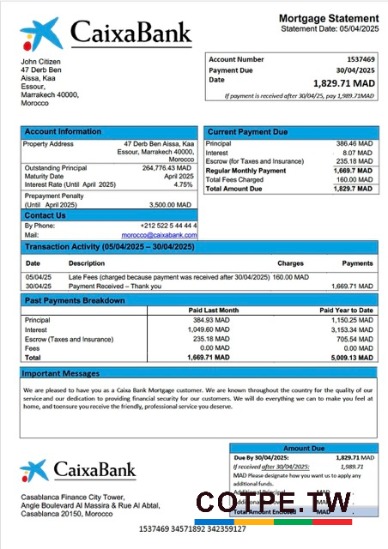 CaixaBank
Mortgage Statement
Statement Date: 05/04/2025
John Citizen
47 Derb Ben
Aissa, Kaa
Essour,
Marrakech 40000,
Morocco
Account Number 1537469
Payment Due 30/04/2025
Date
1,829.71 MAD
If payment is received after 30/04/2025, pay 1,989.71MAD
Account Information
Property Address 47 Derb Ben Aissa, Kaa
Essour, Marrakech 40000,
Morocco
Outstanding Principal 264,776.43 MAD
Maturity Date April 2025
Interest Rate (Until April 2025) 4.75%
Prepayment Penalty
(Until April 2025) 3,500.00 MAD
Contact Us
By Phone: +212 522 5 44444 4
Mail: morocco@caixabank.com
Current Payment Due
Principal 386.46 MAD
Interest 8.07 MAD
Escrow (for Taxes and Insurance) 235.18 MAD
Regular Monthly Payment 1,669.7 MAD
Total Fees Charged 160.00 MAD
Total Amount Due 1,829.7 MAD
Transaction Activity (05/04/2025 – 30/04/2025)
Date Description Charges Payments
05/04/25 Late Fees (charged because payment was received after 30/04/2025) 160.00 MAD
30/04/25 Payment Received – Thank you 1,669.71 MAD
Past Payments Breakdown
Paid Last Month Paid Year to Date
Principal 384.93 MAD 1,150.25 MAD
Interest 1,049.60 MAD 3,153.34 MAD
Escrow (Taxes and Insurance) 235.18 MAD 705.54 MAD
Fees 0.00 MAD 0.00 MAD
Total 1,669.71 MAD 5,009.13 MAD
Important Messages
We are pleased to have you as a Caixa Bank Mortgage customer. We are known throughout the country for the quality of our
service and our dedication to providing financial security for our customers. We will do everything we can to make you feel at
home, and toensure you receive the friendly, professional service you deserve.
CaixaBank
Casablanca Finance City Tower,
Angle Boulevard Al Massira & Rue Al Abtal,
Casablanca 20150, Morocco
Amount Due
Due By 30/04/2025: 1,829.71 MAD
If received after 30/04/2025: 1,989.71
MAD Please designate how you want us to apply any
additional funds.
Total Amount Enclosed MAD
COIPE.TW
1537469 34571892 342359127